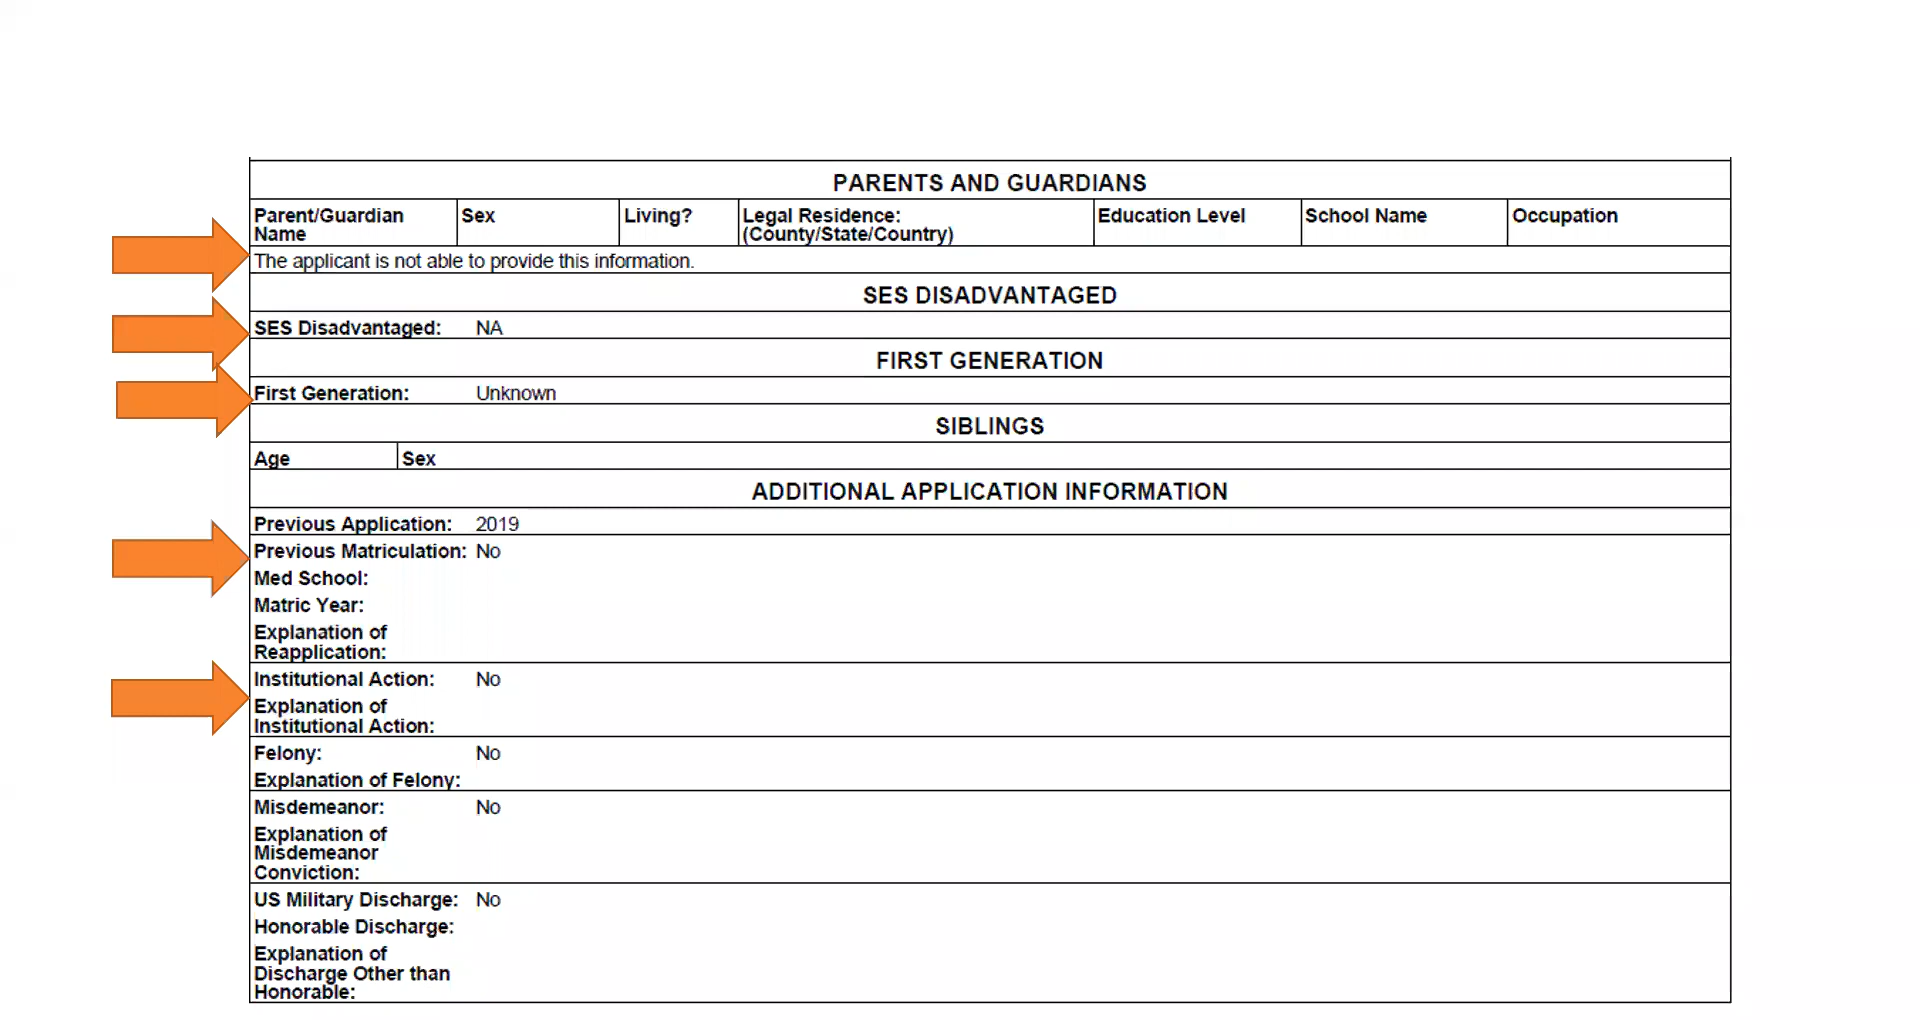 PARENTS AND GUARDIANS
Parent/Guardian Name Sex Living? Legal Residence: (County/State/Country) Education Level School Name Occupation
The applicant is not able to provide this information.
SES DISADVANTAGED
SES Disadvantaged: NA
FIRST GENERATION
First Generation: Unknown
SIBLINGS
Age Sex
ADDITIONAL APPLICATION INFORMATION
Previous Application: 2019
Previous Matriculation: No
Med School:
Matric Year:
Explanation of
Reapplication:
Institutional Action: No
Explanation of
Institutional Action:
Felony: No
Explanation of Felony:
Misdemeanor: No
Explanation of
Misdemeanor
Conviction:
US Military Discharge: No
Honorable Discharge:
Explanation of
Discharge Other than
Honorable: